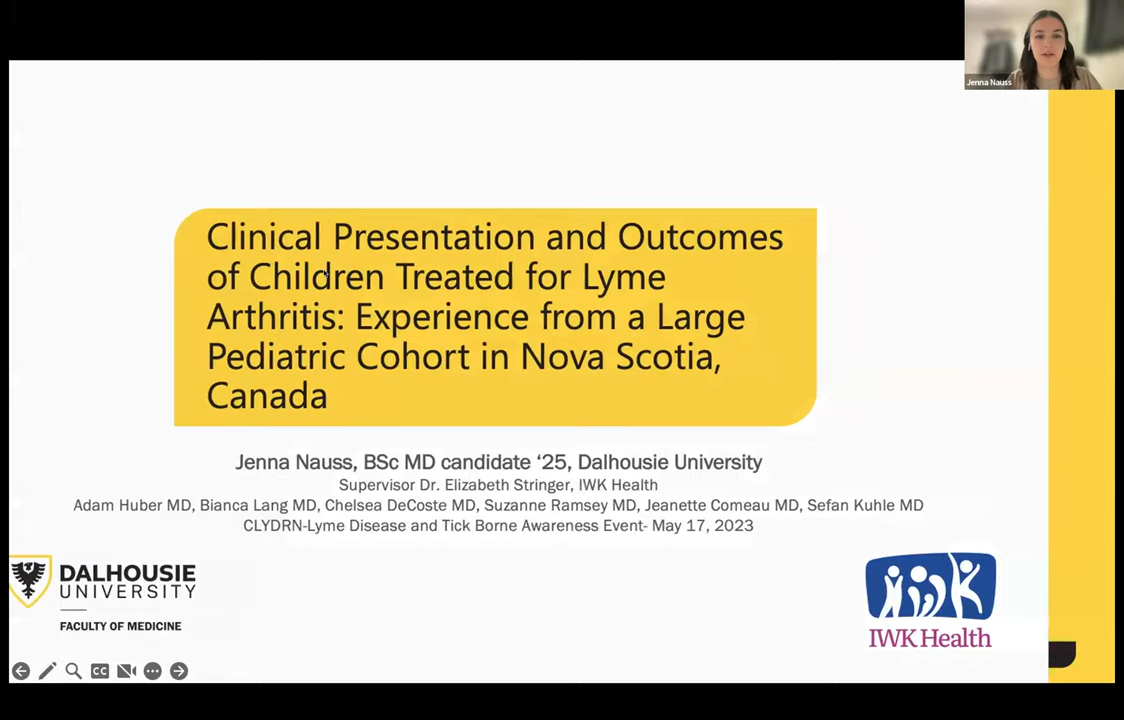 Jenna Nauss
Clinical Presentation and Outcomes
of Children Treated for Lyme
Arthritis: Experience from a Large
Pediatric Cohort in Nova Scotia,
Canada
Jenna Nauss, BSc MD candidate ‘25, Dalhousie University
Supervisor Dr. Elizabeth Stringer, IWK Health
Adam Huber MD, Bianca Lang MD, Chelsea DeCoste MD, Suzanne Ramsey MD, Jeanette Comeau MD, Sefan Kuhle MD
CLYDRN-Lyme Disease and Tick Borne Awareness Event- May 17, 2023
DALHOUSIE
UNIVERSITY
FACULTY OF MEDICINE
IWK
IWK Health
CC